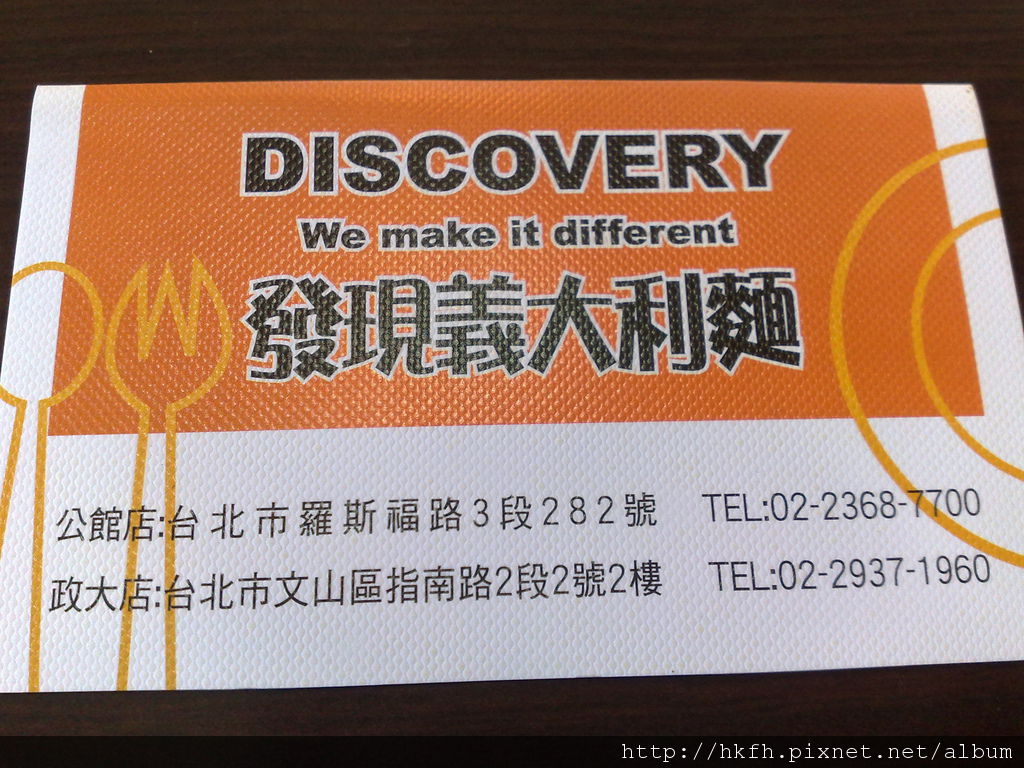 DISCOVERY
We make it different
發現義大利麵
公館店:台北市羅斯福路3段282號 TEL:02-2368-7700
政大店:台北市文山區指南路2段2號2樓 TEL:02-2937-1960
http://hkfh.pixnet.net/album